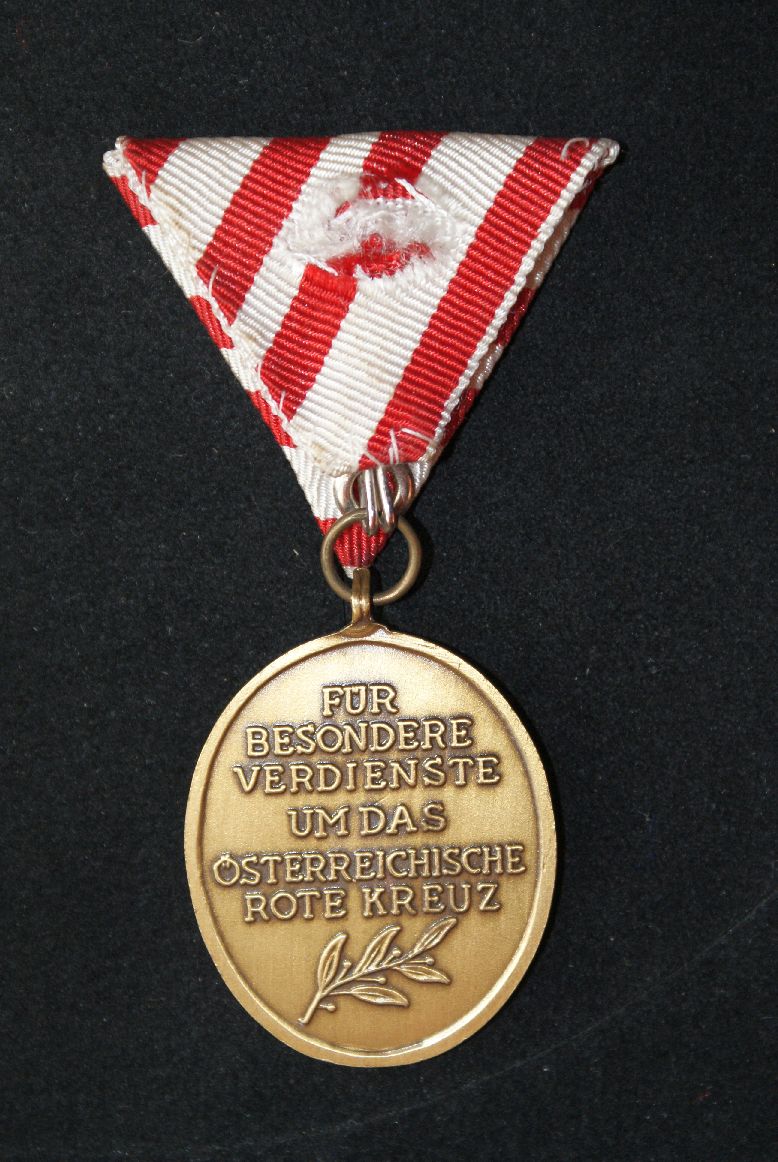 FÜR
BESONDERE
VERDIENSTE
UM DAS
ÖSTERREICHISCHE
ROTE KREUZ